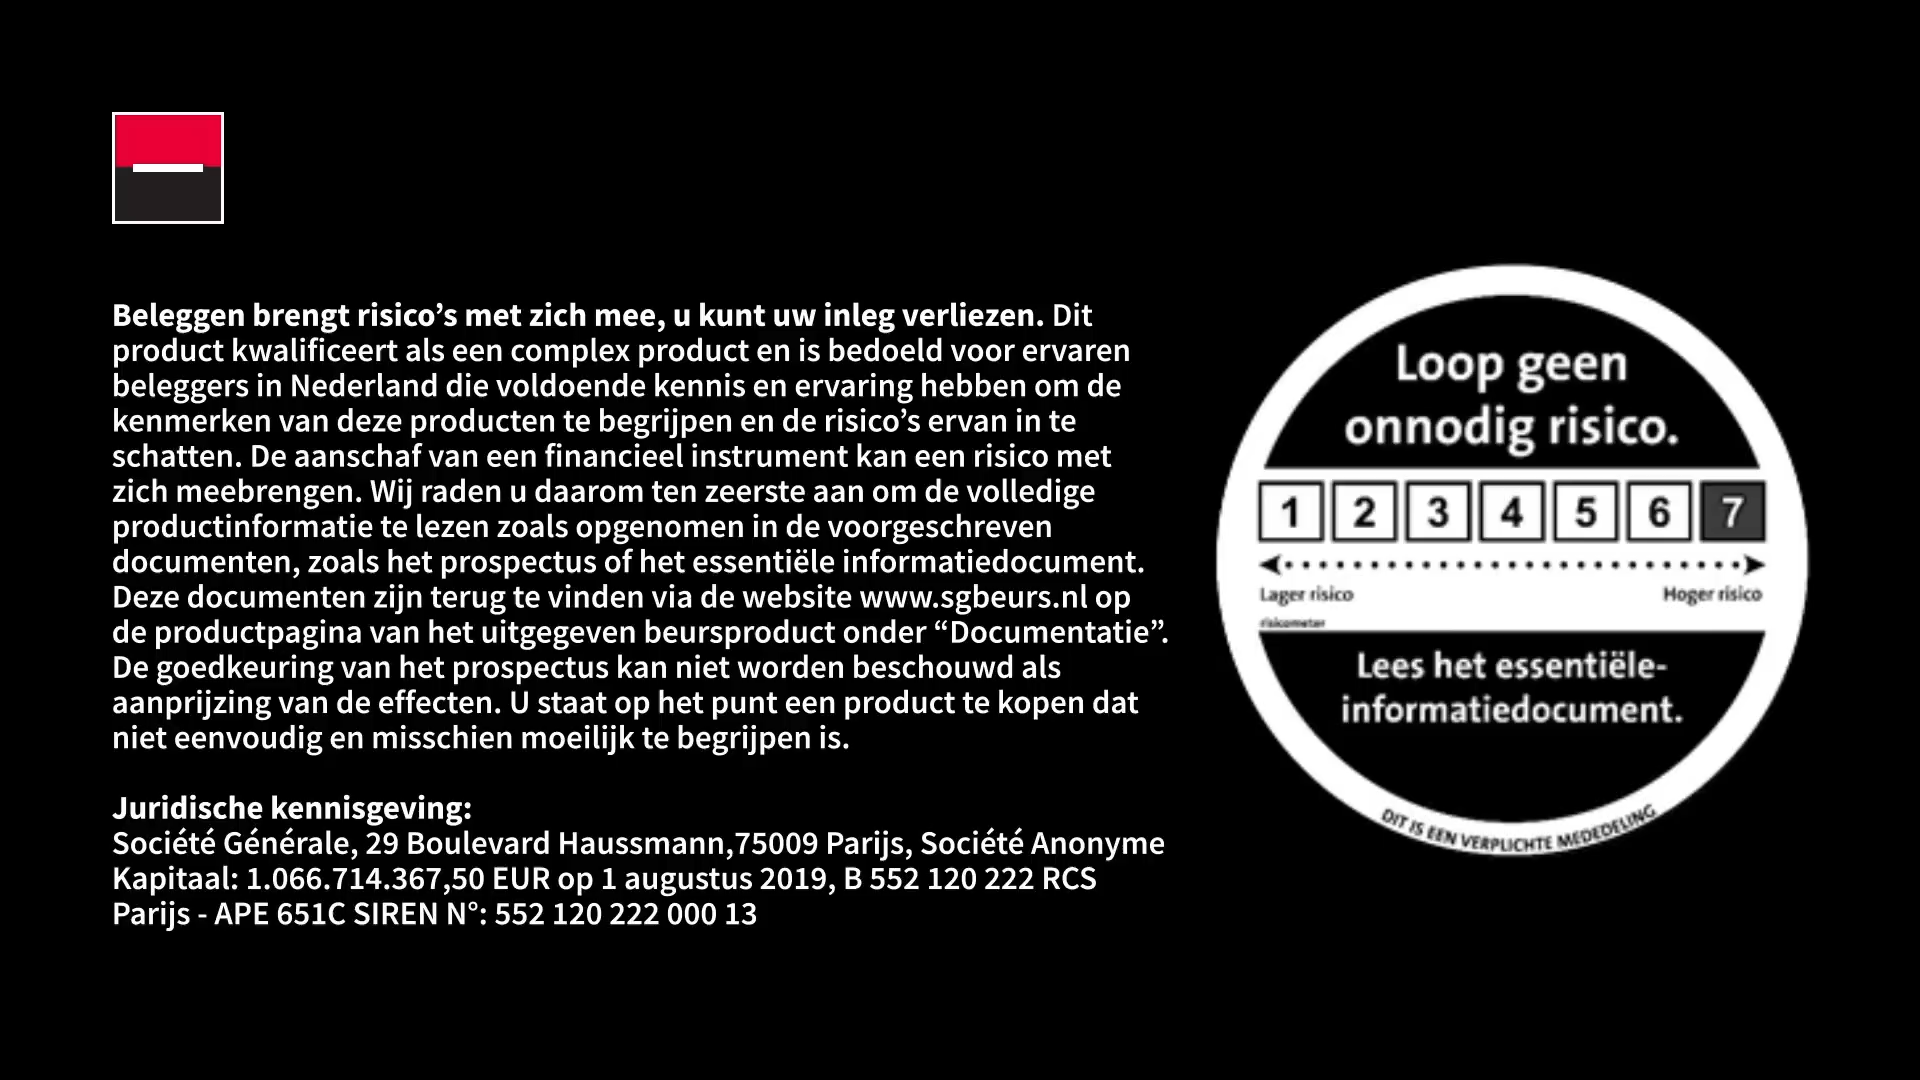 Beleggen brengt risico’s met zich mee, u kunt uw inleg verliezen. Dit
product kwalificeert als een complex product en is bedoeld voor ervaren
beleggers in Nederland die voldoende kennis en ervaring hebben om de
kenmerken van deze producten te begrijpen en de risico’s ervan in te
schatten. De aanschaf van een financieel instrument kan een risico met
zich meebrengen. Wij raden u daarom ten zeerste aan om de volledige
productinformatie te lezen zoals opgenomen in de voorgeschreven
documenten, zoals het prospectus of het essentiële informatiedocument.
Deze documenten zijn terug te vinden via de website www.sgbeurs.nl op
de productpagina van het uitgegeven beursproduct onder “Documentatie”.
De goedkeuring van het prospectus kan niet worden beschouwd als
aanprijzing van de effecten. U staat op het punt een product te kopen dat
niet eenvoudig en misschien moeilijk te begrijpen is.
Juridische kennisgeving:
Société Générale, 29 Boulevard Haussmann,75009 Parijs, Société Anonyme
Kapitaal: 1.066.714.367,50 EUR op 1 augustus 2019, B 552 120 222 RCS
Parijs - APE 651C SIREN N°: 552 120 222 000 13
Loop geen
onnodig risico.
1 2 3 4 5 6 7
Lager risico Hoger risico
risicometer
Lees het essentiële-
informatiedocument.
DIT IS EEN VERPLICHTE MEDEDELING